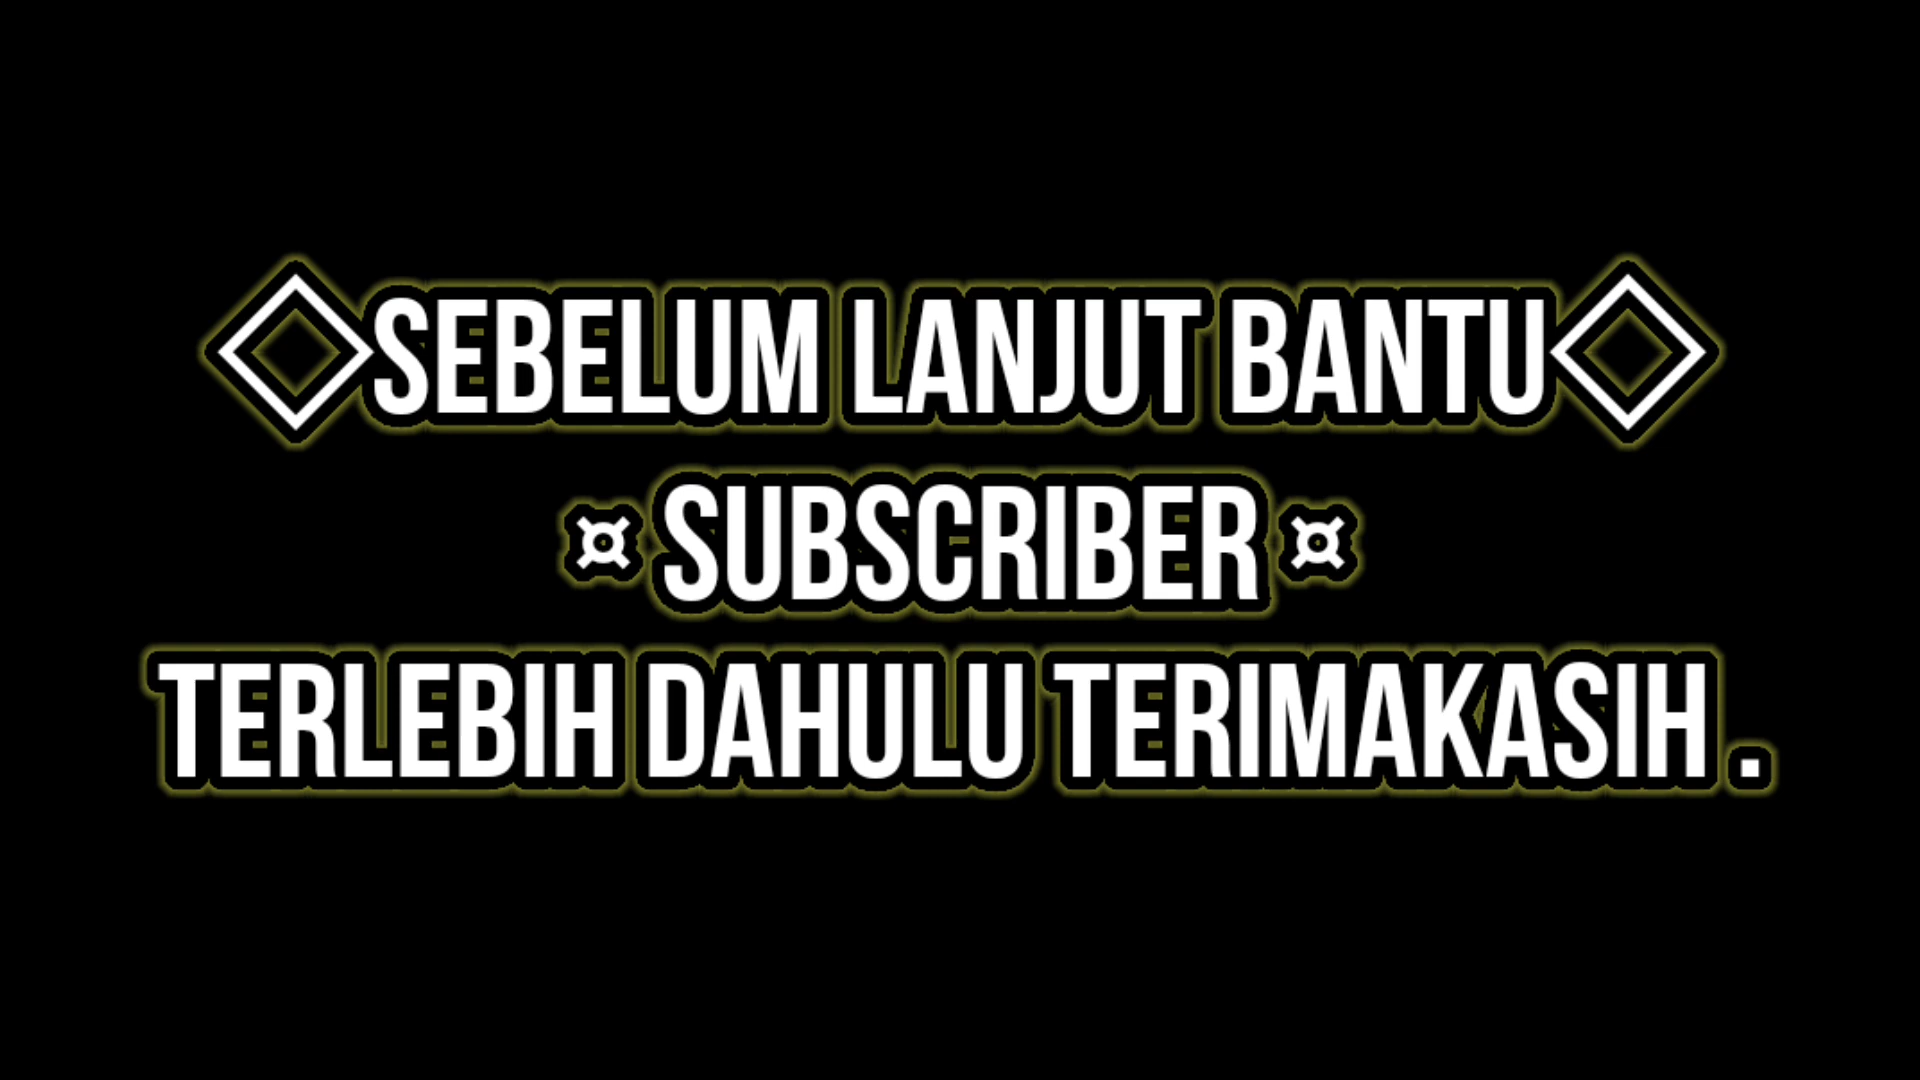 ◇SEBELUM LANJUT BANTU◇
¤ SUBSCRIBER ¤
TERLEBIH DAHULU TERIMAKASIH .